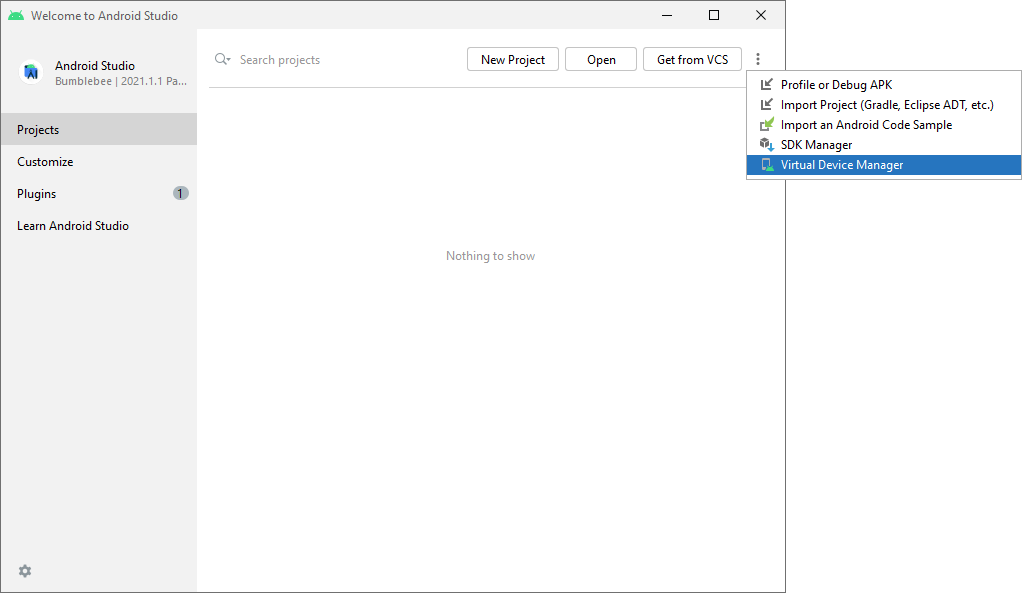 Welcome to Android Studio
Android Studio
Bumblebee | 2021.1.1 Pa...
Projects
Customize
Plugins 1
Learn Android Studio
Search projects New Project Open Get from VCS
Profile or Debug APK
Import Project (Gradle, Eclipse ADT, etc.)
Import an Android Code Sample
SDK Manager
Virtual Device Manager
Nothing to show